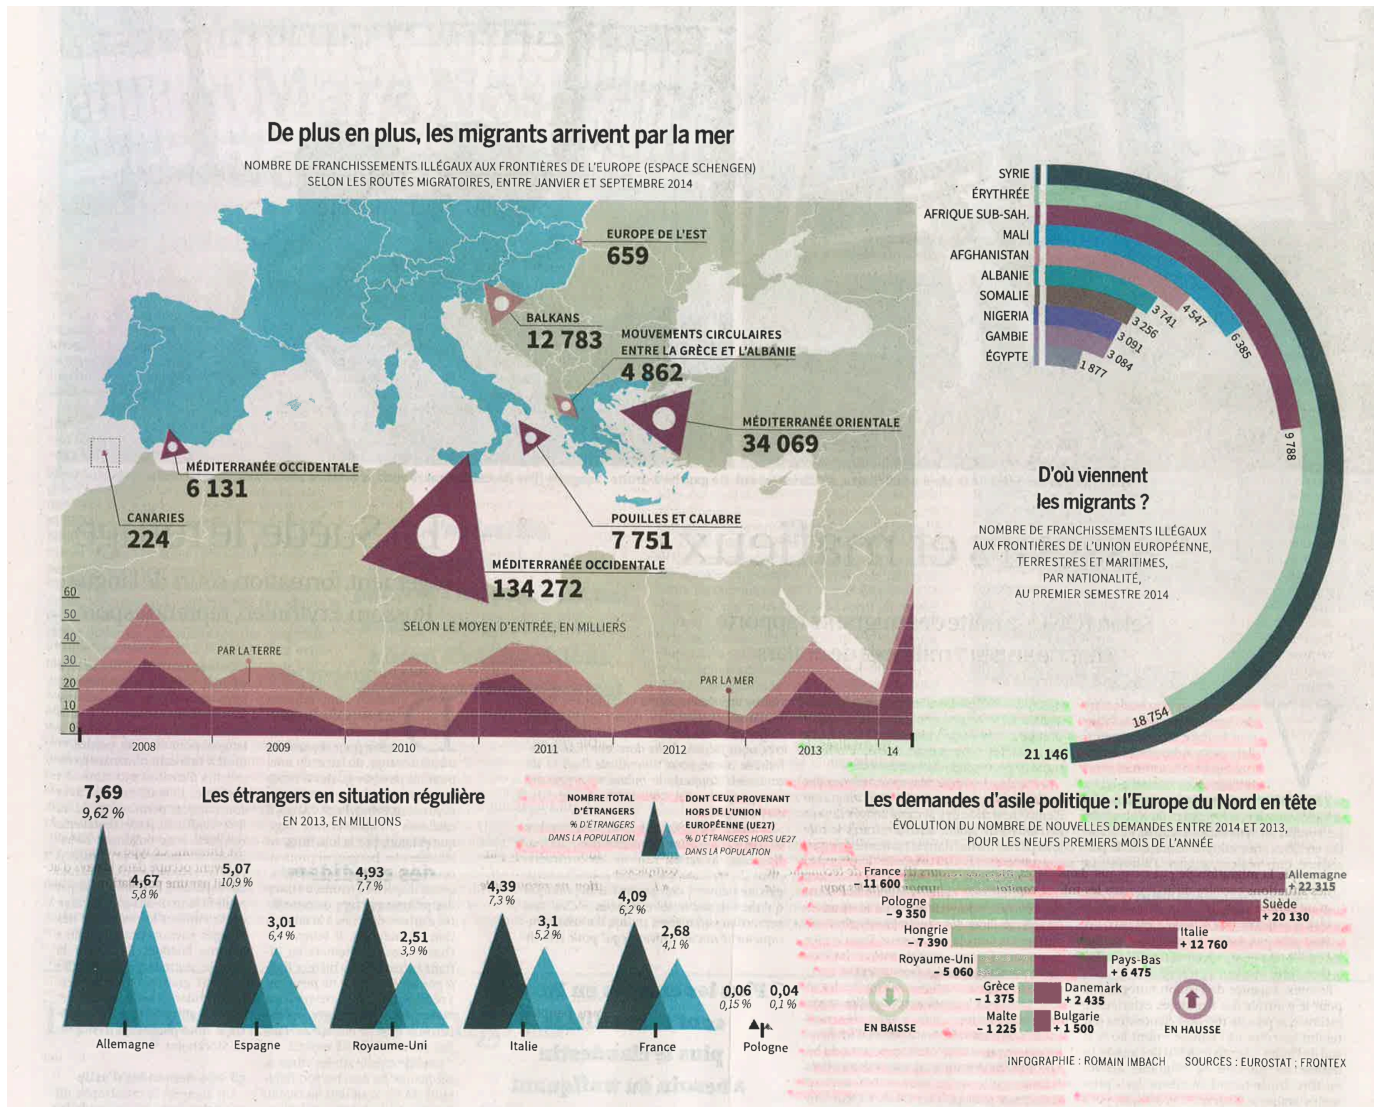 De plus en plus, les migrants arrivent par la mer
NOMBRE DE FRANCHISSEMENTS ILLÉGAUX AUX FRONTIÈRES DE L'EUROPE (ESPACE SCHENGEN)
SELON LES ROUTES MIGRATOIRES, ENTRE JANVIER ET SEPTEMBRE 2014
EUROPE DE L'EST
659
BALKANS
12 783
MOUVEMENTS CIRCULAIRES
ENTRE LA GRÈCE ET L'ALBANIE
4 862
MÉDITERRANÉE ORIENTALE
34 069
MÉDITERRANÉE OCCIDENTALE
6 131
CANARIES
224
POUILLES ET CALABRE
7 751
MÉDITERRANÉE OCCIDENTALE
134 272
SELON LE MOYEN D'ENTRÉE, EN MILLIERS
60
50
40
30
20
10
0
PAR LA TERRE
PAR LA MER
2008
2009
2010
2011
2012
2013
14
SYRIE
ÉRYTHRÉE
AFRIQUE SUB-SAH.
MALI
AFGHANISTAN
ALBANIE
SOMALIE
NIGERIA
GAMBIE
ÉGYPTE
21 146
18 754
9 788
6 385
4 547
3 741
3 256
3 091
3 084
1 877
D'où viennent
les migrants ?
NOMBRE DE FRANCHISSEMENTS ILLÉGAUX
AUX FRONTIÈRES DE L'UNION EUROPÉENNE,
TERRESTRES ET MARITIMES,
PAR NATIONALITÉ,
AU PREMIER SEMESTRE 2014
Les étrangers en situation régulière
EN 2013, EN MILLIONS
NOMBRE TOTAL
D'ÉTRANGERS
% D'ÉTRANGERS
DANS LA POPULATION
DONT CEUX PROVENANT
HORS DE L'UNION
EUROPÉENNE (UE27)
% D'ÉTRANGERS HORS UE27
DANS LA POPULATION
7,69
9,62 %
4,67
5,8 %
Allemagne
5,07
10,9 %
3,01
6,4 %
Espagne
4,93
7,7 %
2,51
3,9 %
Royaume-Uni
4,39
7,3 %
3,1
5,2 %
Italie
4,09
6,2 %
2,68
4,1 %
France
0,06
0,15 %
0,04
0,1 %
Pologne
Les demandes d'asile politique : l'Europe du Nord en tête
ÉVOLUTION DU NOMBRE DE NOUVELLES DEMANDES ENTRE 2014 ET 2013,
POUR LES NEUFS PREMIERS MOIS DE L'ANNÉE
France
– 11 600
Allemagne
+ 22 315
Pologne
– 9 350
Suède
+ 20 130
Hongrie
– 7 390
Italie
+ 12 760
Royaume-Uni
– 5 060
Pays-Bas
+ 6 475
Grèce
– 1 375
Danemark
+ 2 435
Malte
– 1 225
Bulgarie
+ 1 500
EN BAISSE
EN HAUSSE
INFOGRAPHIE : ROMAIN IMBACH SOURCES : EUROSTAT ; FRONTEX